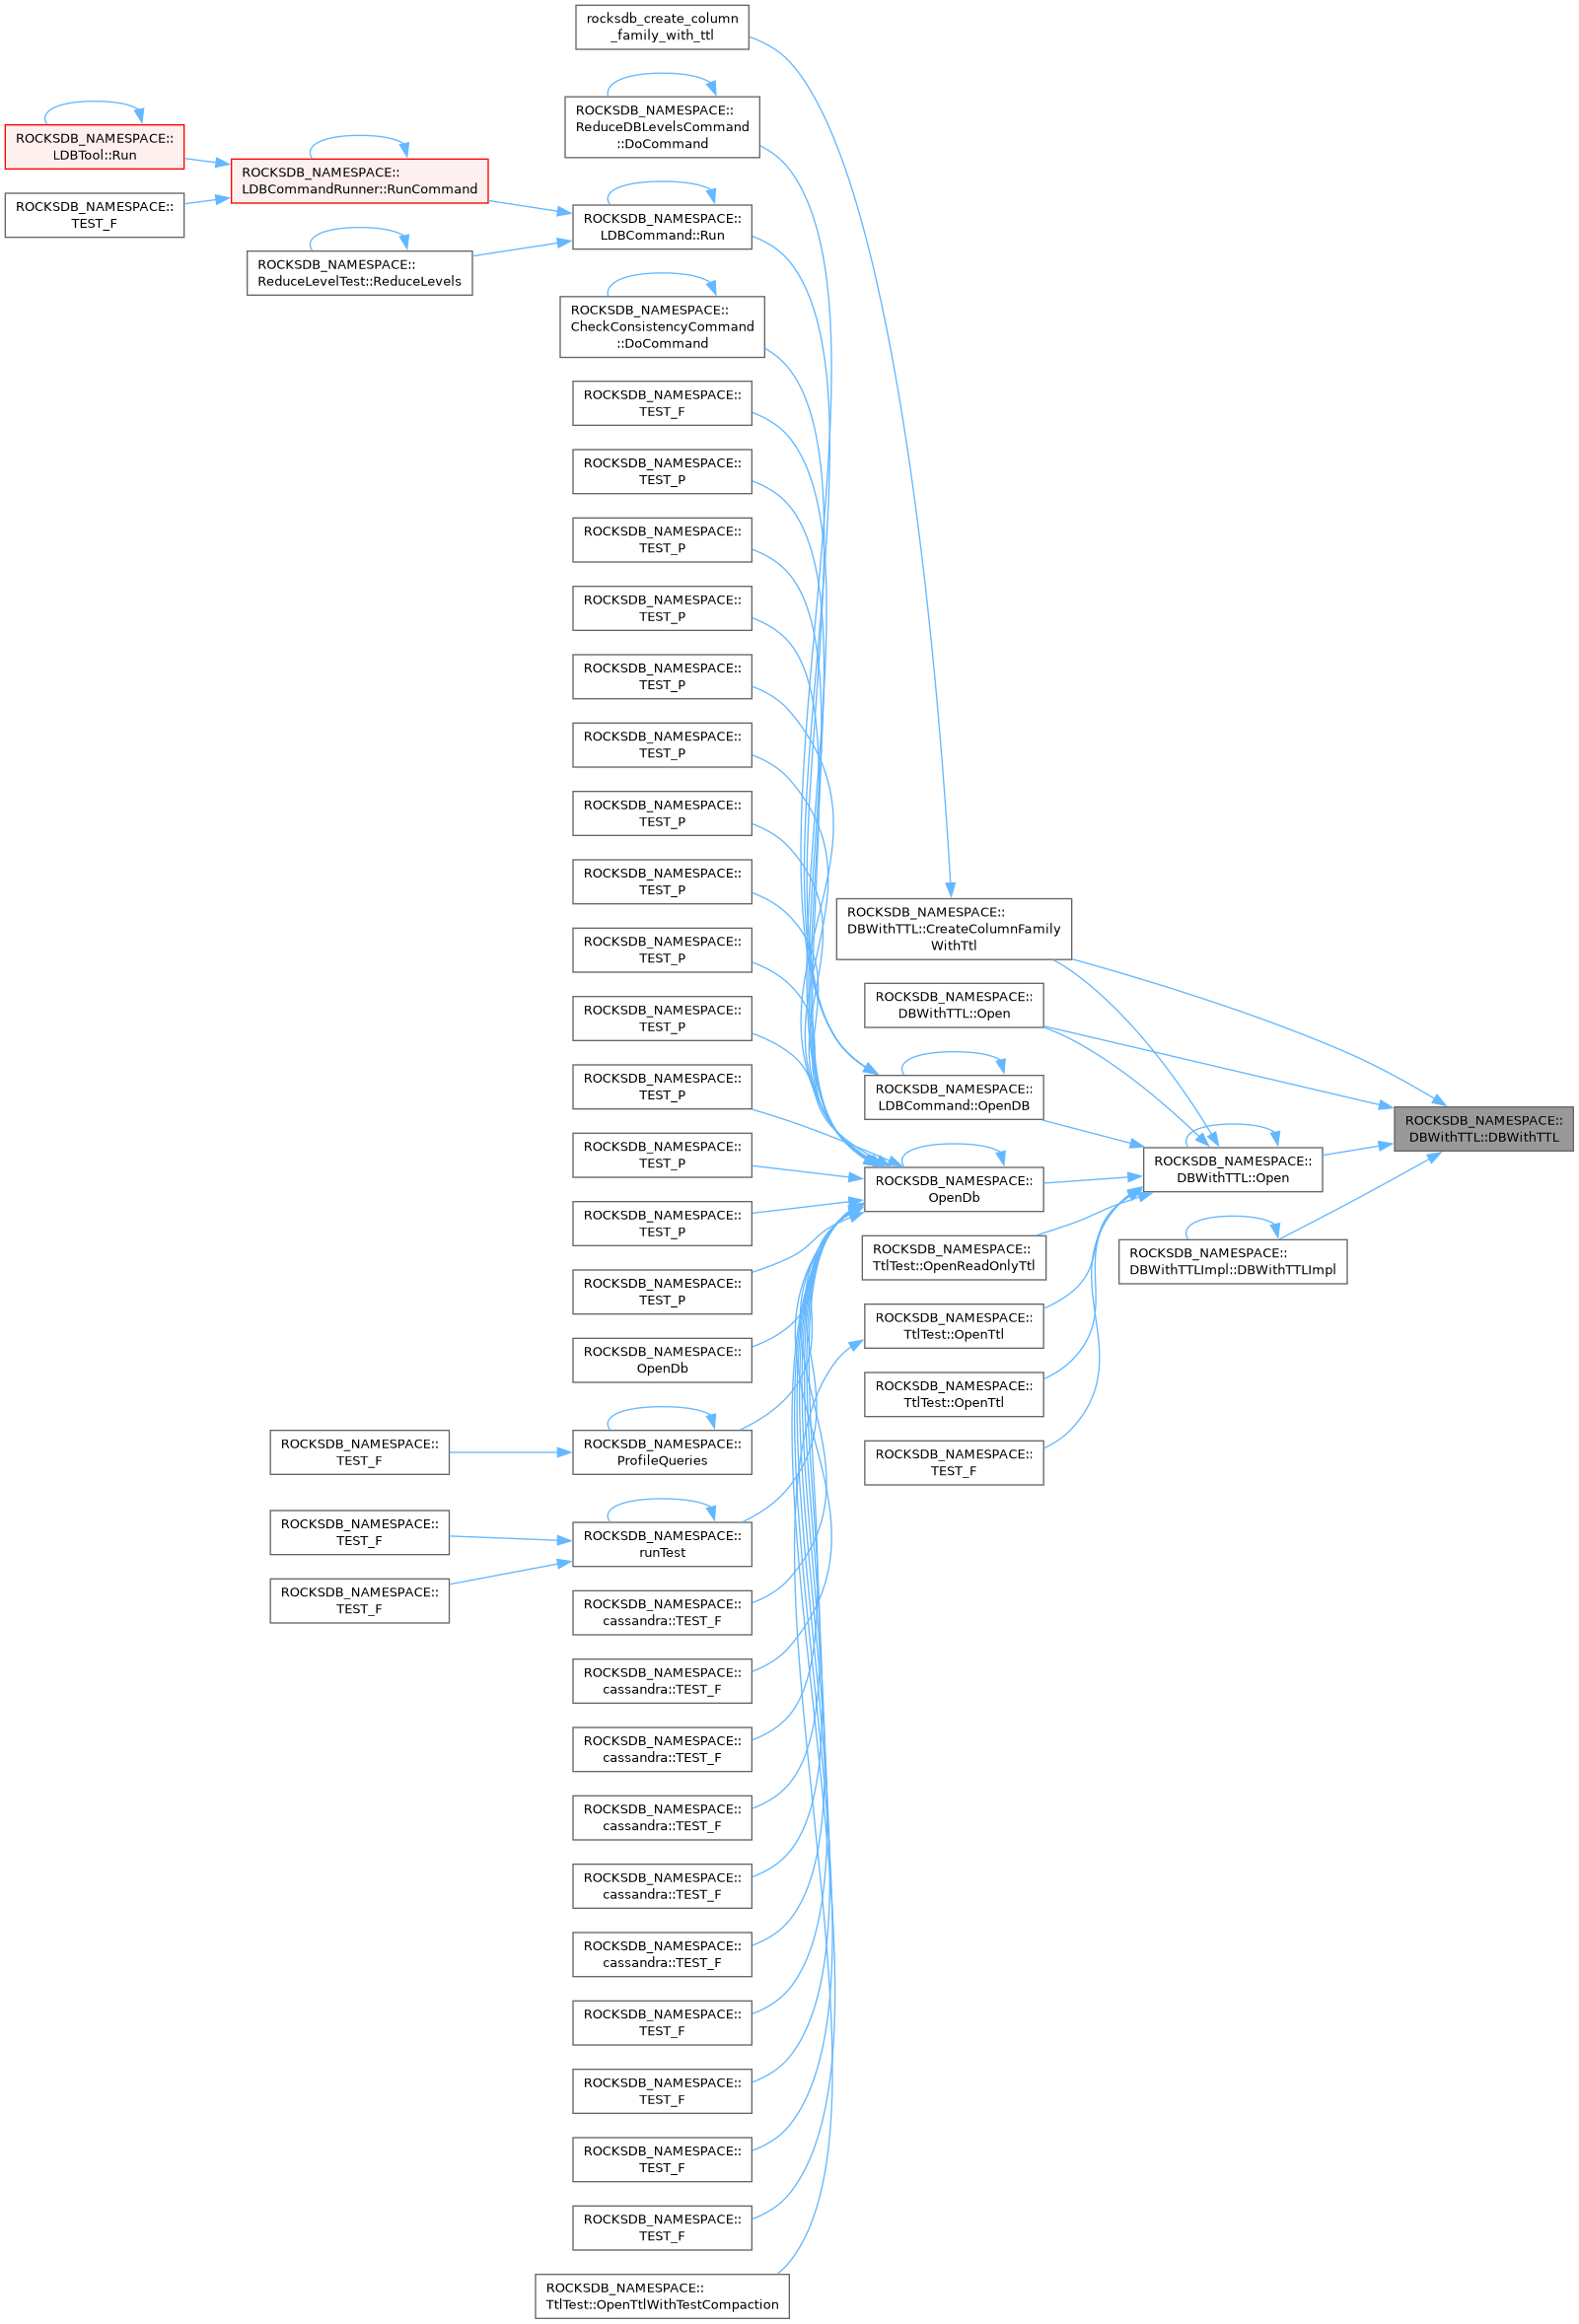 rocksdb_create_column
_family_with_ttl
ROCKSDB_NAMESPACE::
ReduceDBLevelsCommand
::DoCommand
ROCKSDB_NAMESPACE::
LDBTool::Run
ROCKSDB_NAMESPACE::
LDBCommandRunner::RunCommand
ROCKSDB_NAMESPACE::
TEST_F
ROCKSDB_NAMESPACE::
LDBCommand::Run
ROCKSDB_NAMESPACE::
ReduceLevelTest::ReduceLevels
ROCKSDB_NAMESPACE::
CheckConsistencyCommand
::DoCommand
ROCKSDB_NAMESPACE::
TEST_F
ROCKSDB_NAMESPACE::
TEST_P
ROCKSDB_NAMESPACE::
TEST_P
ROCKSDB_NAMESPACE::
TEST_P
ROCKSDB_NAMESPACE::
TEST_P
ROCKSDB_NAMESPACE::
TEST_P
ROCKSDB_NAMESPACE::
TEST_P
ROCKSDB_NAMESPACE::
TEST_P
ROCKSDB_NAMESPACE::
TEST_P
ROCKSDB_NAMESPACE::
TEST_P
ROCKSDB_NAMESPACE::
TEST_P
ROCKSDB_NAMESPACE::
TEST_P
ROCKSDB_NAMESPACE::
TEST_P
ROCKSDB_NAMESPACE::
TEST_P
ROCKSDB_NAMESPACE::
OpenDb
ROCKSDB_NAMESPACE::
ProfileQueries
ROCKSDB_NAMESPACE::
TEST_F
ROCKSDB_NAMESPACE::
TEST_F
ROCKSDB_NAMESPACE::
runTest
ROCKSDB_NAMESPACE::
TEST_F
ROCKSDB_NAMESPACE::
cassandra::TEST_F
ROCKSDB_NAMESPACE::
cassandra::TEST_F
ROCKSDB_NAMESPACE::
cassandra::TEST_F
ROCKSDB_NAMESPACE::
cassandra::TEST_F
ROCKSDB_NAMESPACE::
cassandra::TEST_F
ROCKSDB_NAMESPACE::
cassandra::TEST_F
ROCKSDB_NAMESPACE::
TEST_F
ROCKSDB_NAMESPACE::
TEST_F
ROCKSDB_NAMESPACE::
TEST_F
ROCKSDB_NAMESPACE::
TEST_F
ROCKSDB_NAMESPACE::
TtlTest::OpenTtlWithTestCompaction
ROCKSDB_NAMESPACE::
DBWithTTL::CreateColumnFamily
WithTtl
ROCKSDB_NAMESPACE::
DBWithTTL::Open
ROCKSDB_NAMESPACE::
LDBCommand::OpenDB
ROCKSDB_NAMESPACE::
OpenDb
ROCKSDB_NAMESPACE::
TtlTest::OpenReadOnlyTtl
ROCKSDB_NAMESPACE::
TtlTest::OpenTtl
ROCKSDB_NAMESPACE::
TtlTest::OpenTtl
ROCKSDB_NAMESPACE::
TEST_F
ROCKSDB_NAMESPACE::
DBWithTTL::Open
ROCKSDB_NAMESPACE::
DBWithTTLImpl::DBWithTTLImpl
ROCKSDB_NAMESPACE::
DBWithTTL::DBWithTTL